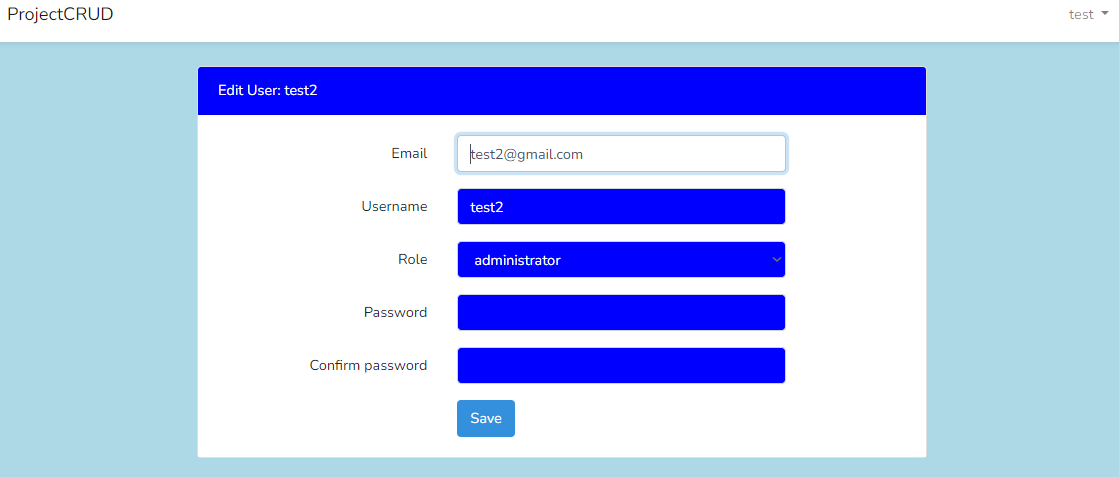 ProjectCRUD
test
Edit User: test2
Email
test2@gmail.com
Username
test2
Role
administrator
Password
Confirm password
Save